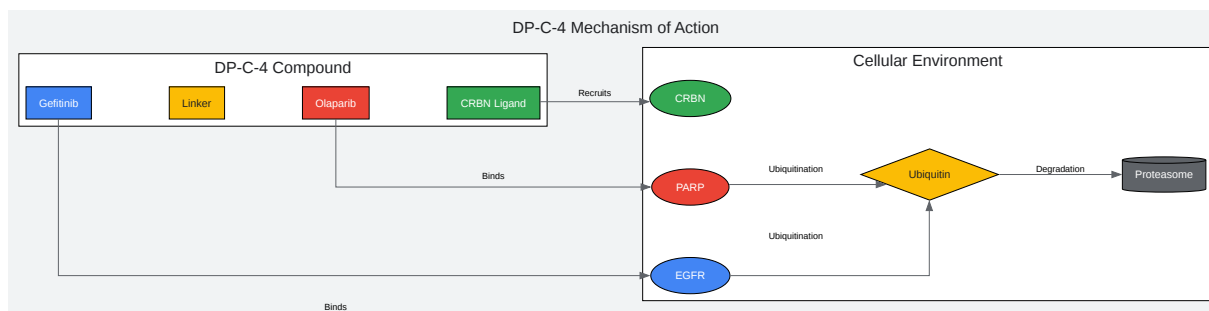 DP-C-4 Mechanism of Action
DP-C-4 Compound
Gefitinib
Linker
Olaparib
CRBN Ligand
Recruits
Cellular Environment
CRBN
Binds
PARP
Ubiquitination
Ubiquitin
Degradation
Proteasome
Ubiquitination
EGFR
Binds